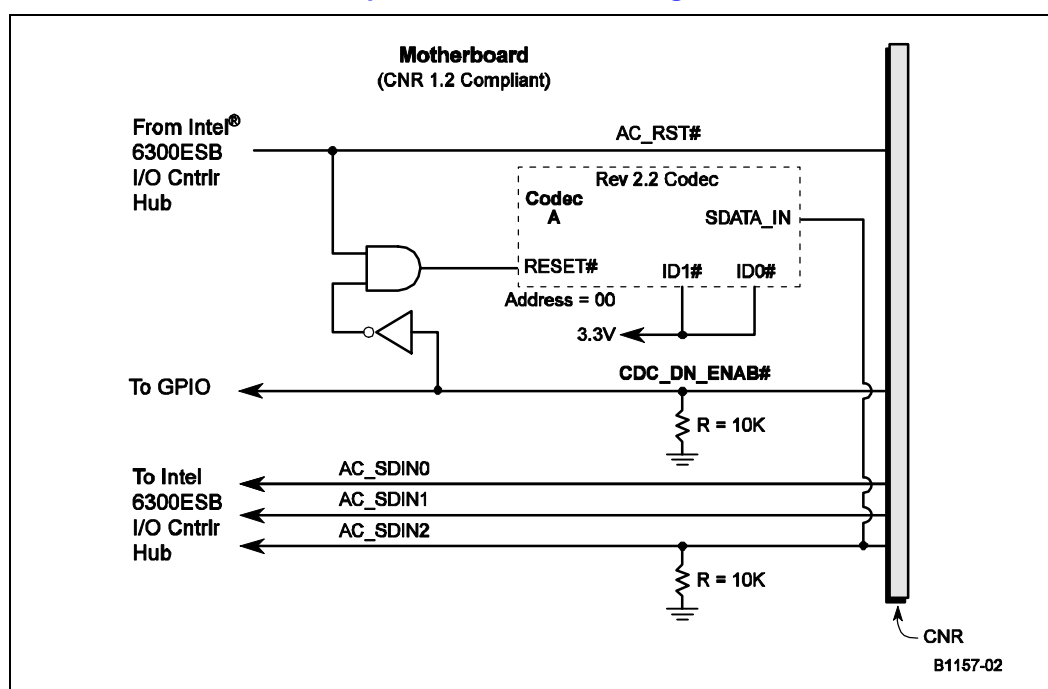 Motherboard
(CNR 1.2 Compliant)
From Intel®
6300ESB
I/O Cntrlr
Hub
AC_RST#
Rev 2.2 Codec
Codec
A
SDATA_IN
RESET#
ID1#
ID0#
Address = 00
3.3V
To GPIO
CDC_DN_ENAB#
R = 10K
To Intel
6300ESB
I/O Cntrlr
Hub
AC_SDIN0
AC_SDIN1
AC_SDIN2
R = 10K
CNR
B1157-02